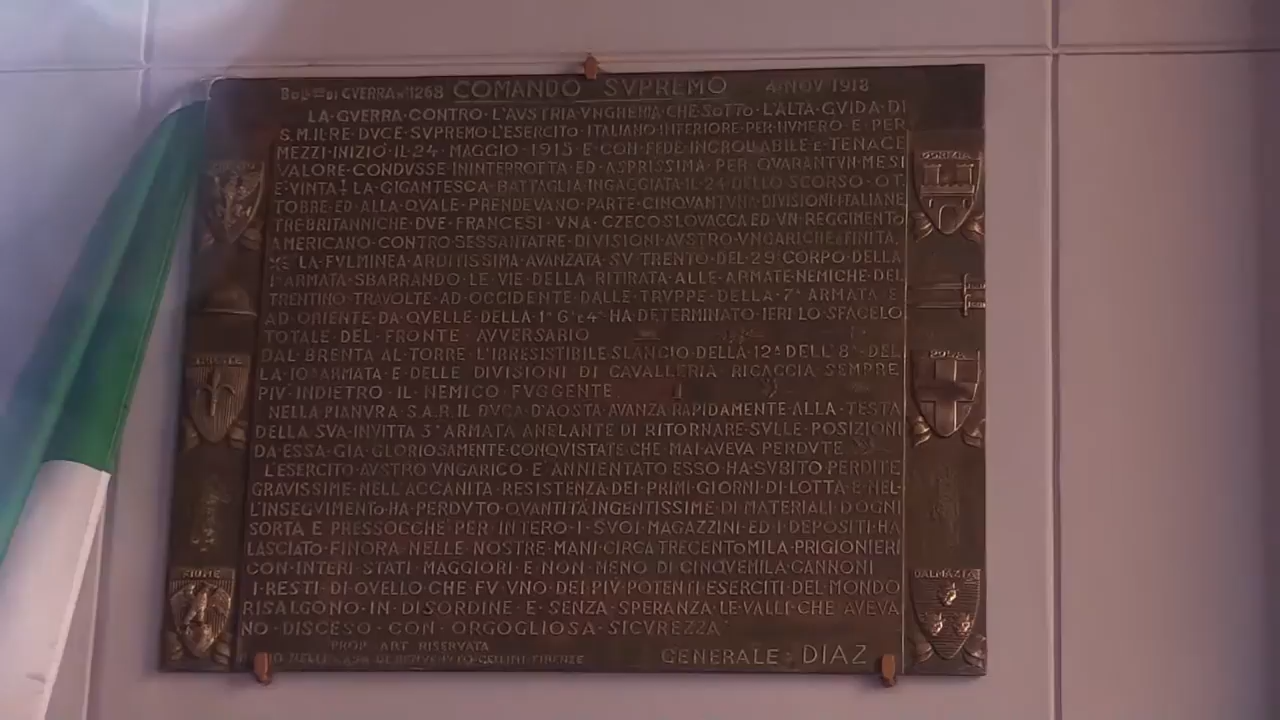 GVERRA N°1268 COMANDO SVPREMO 4·NOV 1918
LA·GVERRA·CONTRO·L'AVSTRIA·VNGHERIA·CHE·SOTTO·L'ALTA·GVIDA·DI
S.M.IL·RE·DVCE·SVPREMO·L'ESERCITO·ITALIANO·INFERIORE·PER·NVMERO·E·PER
MEZZI·INIZIÒ·IL·24·MAGGIO·1915·E·CON·FEDE·INCROLLABILE·E·TENACE
VALORE·CONDVSSE·ININTERROTTA·ED·ASPRISSIMA·PER·QVARANTVN·MESI
E·VINTA· LA·GIGANTESCA·BATTAGLIA·INGAGGIATA·IL·24·DELLO·SCORSO·OT
TOBRE·ED·ALLA·QVALE·PRENDEVANO·PARTE·CINQVANTVNA·DIVISIONI·ITALIANE
TRE·BRITANNICHE·DVE·FRANCESI·VNA·CZECO·SLOVACCA·ED·VN·REGGIMENTO
AMERICANO·CONTRO·SESSANTATRE·DIVISIONI·AVSTRO·VNGARICHE·È·FINITA.
LA·FVLMINEA·ARDITISSIMA·AVANZATA·SV·TRENTO·DEL·29·CORPO·DELLA
1ª·ARMATA·SBARRANDO·LE·VIE·DELLA·RITIRATA·ALLE·ARMATE·NEMICHE·DEL
TRENTINO·TRAVOLTE·AD·OCCIDENTE·DALLE·TRVPPE·DELLA·7ª·ARMATA·E
AD·ORIENTE·DA·QVELLE·DELLA·1ª·6ª·e·4ª·HA·DETERMINATO·IERI·LO·SFACELO
TOTALE·DEL·FRONTE·AVVERSARIO
DAL·BRENTA·AL·TORRE·L'IRRESISTIBILE·SLANCIO·DELLA·12ª·DELL'8ª·DEL
LA·10ª·ARMATA·E·DELLE·DIVISIONI·DI·CAVALLERIA·RICACCIA·SEMPRE
PIV'·INDIETRO·IL·NEMICO·FVGGENTE
NELLA·PIANVRA·S.A.R.IL·DVCA·D'AOSTA·AVANZA·RAPIDAMENTE·ALLA·TESTA
DELLA·SVA·INVITTA·3ª·ARMATA·ANELANTE·DI·RITORNARE·SVLLE·POSIZIONI
DA·ESSA·GIA'·GLORIOSAMENTE·CONQVISTATE·CHE·MAI·AVEVA·PERDVTE
L'ESERCITO·AVSTRO·VNGARICO·E'·ANNIENTATO·ESSO·HA·SVBITO·PERDITE
GRAVISSIME·NELL'ACCANITA·RESISTENZA·DEI·PRIMI·GIORNI·DI·LOTTA·E·NEL-
L'INSEGVIMENTO·HA·PERDVTO·QVANTITÀ·INGENTISSIME·DI·MATERIALI·D'OGNI
SORTA·E·PRESSOCCHE'·PER·INTERO·I·SVOI·MAGAZZINI·ED·I·DEPOSITI·HA
LASCIATO·FINORA·NELLE·NOSTRE·MANI·CIRCA·TRECENTOMILA·PRIGIONIERI
CON·INTERI·STATI·MAGGIORI·E·NON·MENO·DI·CINQVEMILA·CANNONI
I·RESTI·DI·QVELLO·CHE·FV·VNO·DEI·PIV'·POTENTI·ESERCITI·DEL·MONDO
RISALGONO·IN·DISORDINE·E·SENZA·SPERANZA·LE·VALLI·CHE·AVEVA
NO·DISCESO·CON·ORGOGLIOSA·SICVREZZA
GENERALE·DIAZ
PROP·ART·RISERVATA
FIRENZE
GORIZIA
TRIESTE
POLA
FIVME
DALMAZIA